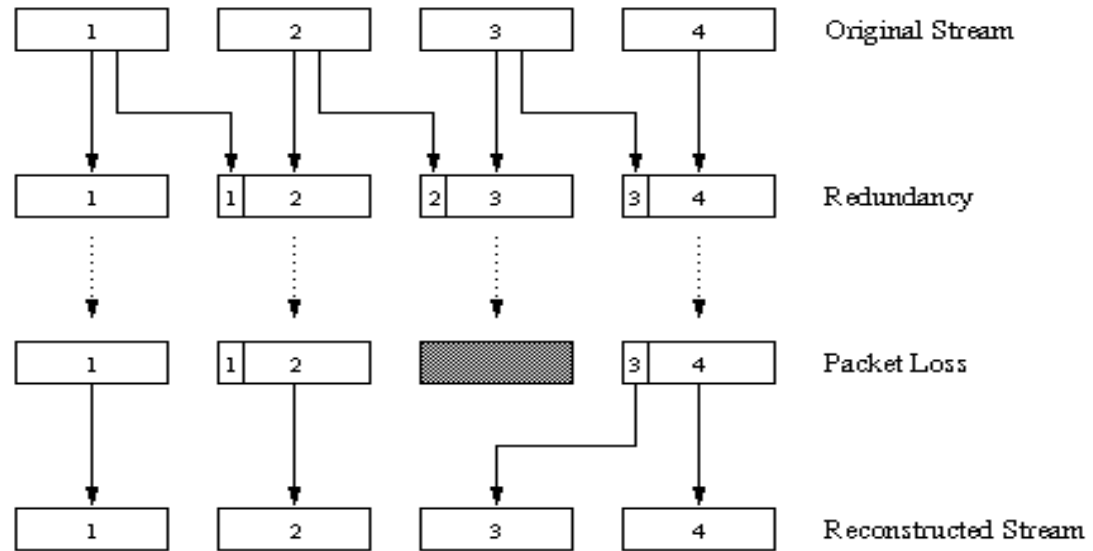 1 2 3 4 Original Stream
1 1 2 2 3 3 4 Redundancy
1 1 2 3 4 Packet Loss
1 2 3 4 Reconstructed Stream